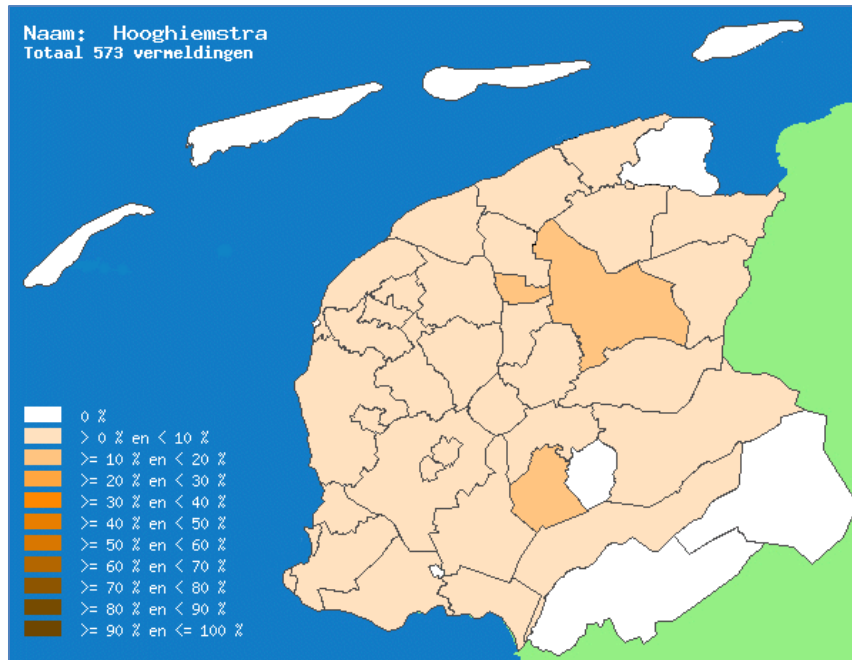 Naam: Hooghiemstra
Totaal 573 vermeldingen
0 %
> 0 % en < 10 %
>= 10 % en < 20 %
>= 20 % en < 30 %
>= 30 % en < 40 %
>= 40 % en < 50 %
>= 50 % en < 60 %
>= 60 % en < 70 %
>= 70 % en < 80 %
>= 80 % en < 90 %
>= 90 % en <= 100 %